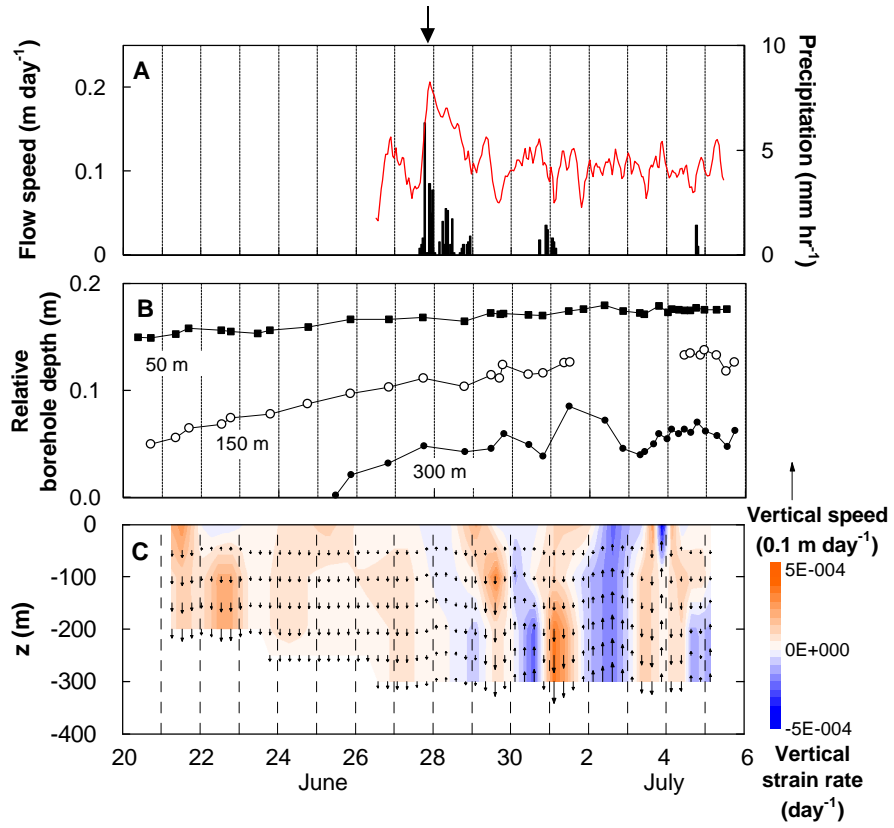 A
Flow speed (m day-1)
0.2
0.1
0
10
5
0
Precipitation (mm hr-1)
B
Relative borehole depth (m)
0.2
0.1
0.0
50 m
150 m
300 m
C
z (m)
0
-100
-200
-300
-400
20 22 24 26 28 30 31 2 4 6
June July
Vertical speed
(0.1 m day-1)
5E-004
0E+000
-5E-004
Vertical
strain rate
(day-1)